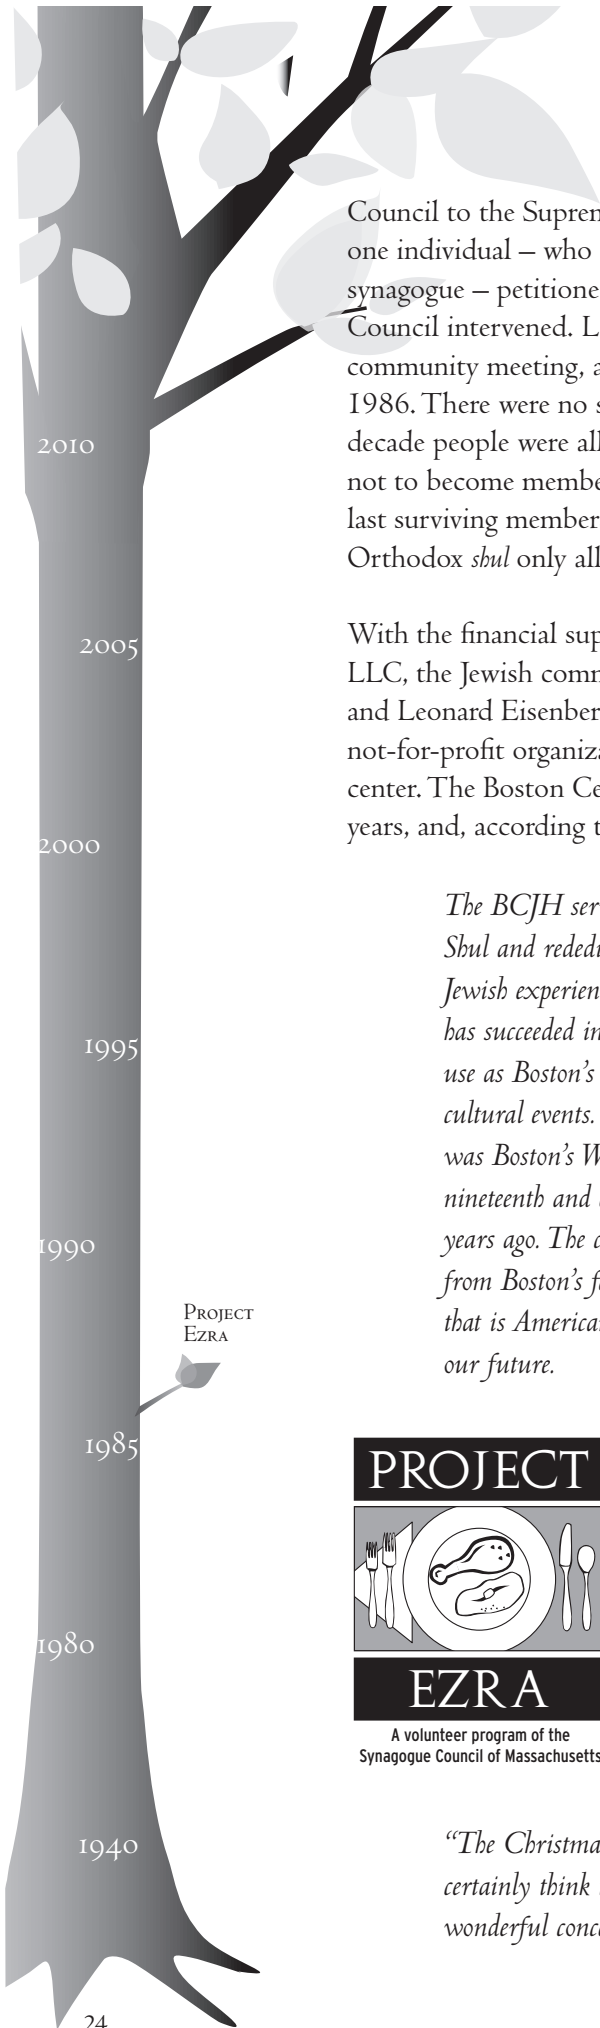 Council to the Suprem
one individual – who
synagogue – petitione
Council intervened. L
community meeting, a
1986. There were no s
decade people were all
not to become membe
last surviving member
Orthodox shul only all
With the financial sup
LLC, the Jewish comm
and Leonard Eisenber
not-for-profit organiza
center. The Boston Ce
years, and, according t
The BCJH ser
Shul and rededi
Jewish experien
has succeeded in
use as Boston’s
cultural events.
was Boston’s W
nineteenth and
years ago. The c
from Boston’s f
that is America
our future.
PROJECT
EZRA
A volunteer program of the
Synagogue Council of Massachusetts
“The Christma
certainly think
wonderful conc
2010
2005
2000
1995
1990
Project
Ezra
1985
1980
1940
24